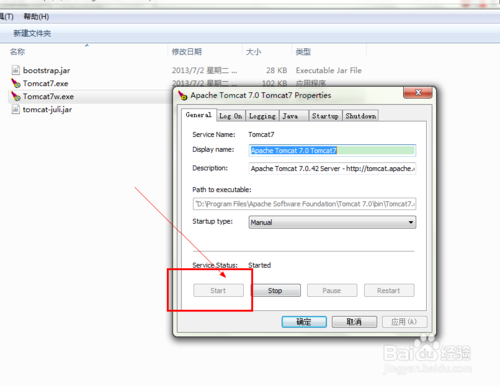 具(T) 帮助(H)
新建文件夹
名称 修改日期 大小 类型
bootstrap.jar 2013/7/2 星期二 ... 28 KB Executable Jar File
Tomcat7.exe 2013/7/2 星期二 ... 102 KB 应用程序
Tomcat7w.exe
tomcat-juli.jar
Apache Tomcat 7.0 Tomcat7 Properties
General Log On Logging Java Startup Shutdown
Service Name: Tomcat7
Display name: Apache Tomcat 7.0 Tomcat7
Description: Apache Tomcat 7.0.42 Server - http://tomcat.apache.
Path to executable:
"D:\Program Files\Apache Software Foundation\Tomcat 7.0\bin\Tomcat7.
Startup type: Manual
Service Status: Started
Start Stop Pause Restart
确定 取消 应用(A)
Baidu经验
jingyan.baidu.com